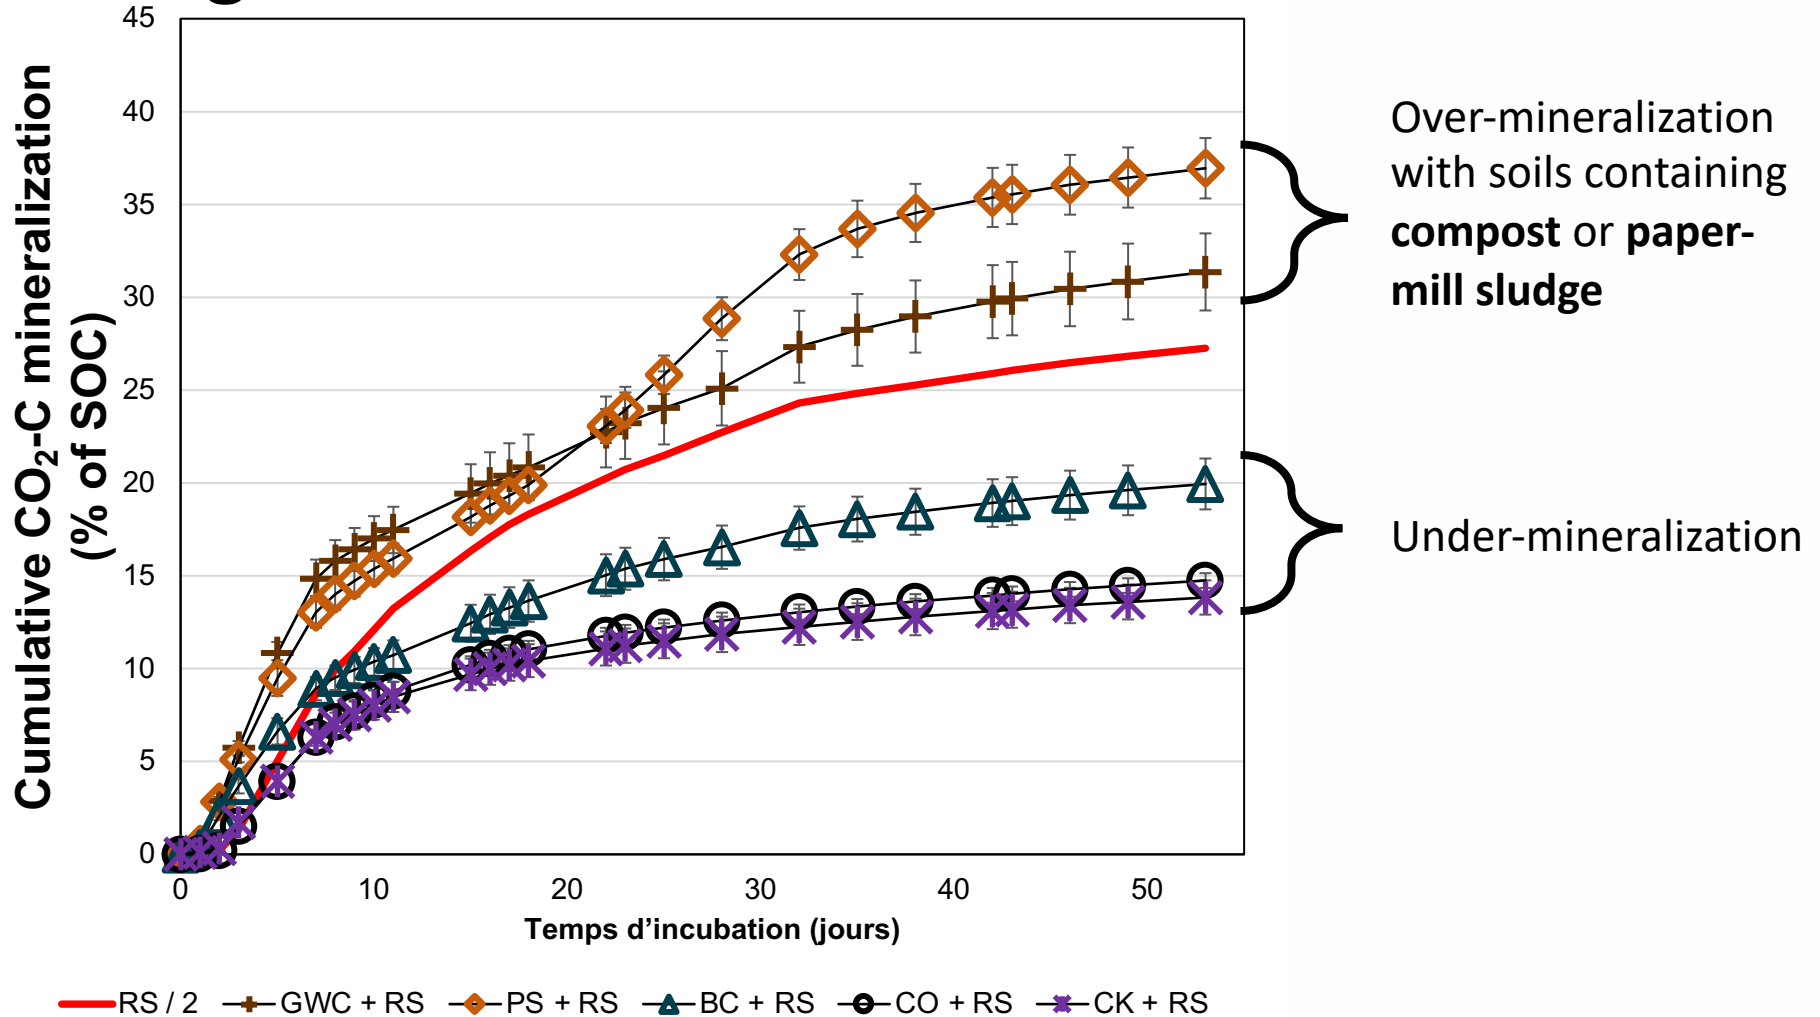 Cumulative CO₂-C mineralization
(% of SOC)
45
40
35
30
25
20
15
10
5
0
0 10 20 30 40 50
Temps d’incubation (jours)
Over-mineralization
with soils containing
compost or paper-
mill sludge
Under-mineralization
RS / 2 GWC + RS PS + RS BC + RS CO + RS CK + RS